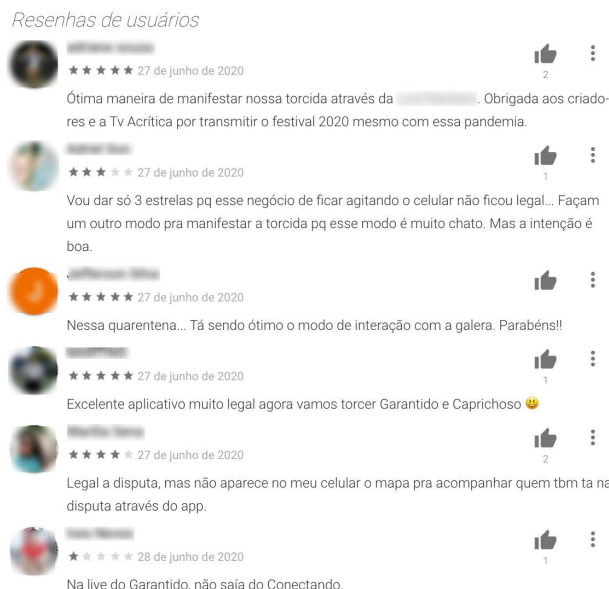 Resenhas de usuários
★★★★★ 27 de junho de 2020
2
Ótima maneira de manifestar nossa torcida através da . Obrigada aos criado-
res e a Tv Acrítica por transmitir o festival 2020 mesmo com essa pandemia.
★★★★★ 27 de junho de 2020
1
Vou dar só 3 estrelas pq esse negócio de ficar agitando o celular não ficou legal... Façam
um outro modo pra manifestar a torcida pq esse modo é muito chato. Mas a intenção é
boa.
J
★★★★★ 27 de junho de 2020
Nessa quarentena... Tá sendo ótimo o modo de interação com a galera. Parabéns!!
★★★★★ 27 de junho de 2020
1
Excelente aplicativo muito legal agora vamos torcer Garantido e Caprichoso 😃
★★★★★ 27 de junho de 2020
2
Legal a disputa, mas não aparece no meu celular o mapa pra acompanhar quem tbm ta na
disputa através do app.
★★★★★ 28 de junho de 2020
1
Na live do Garantido, não saía do Conectando.